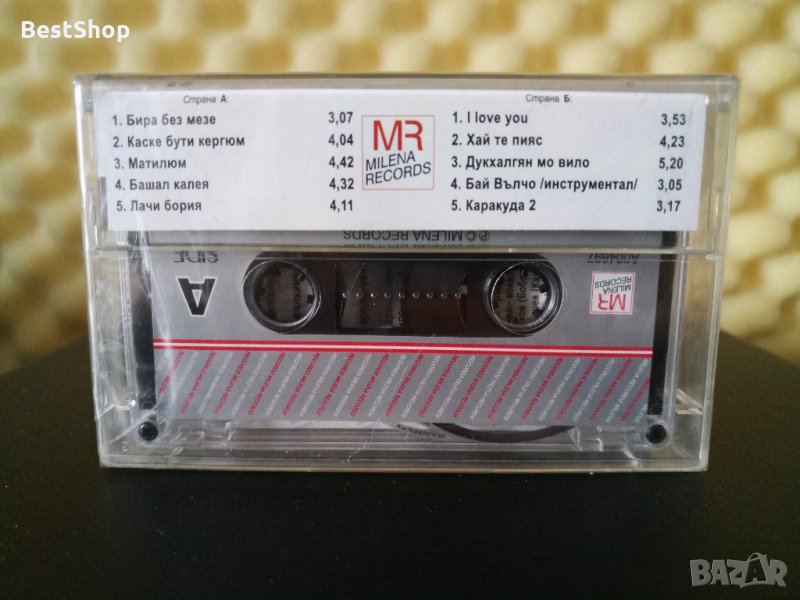 BestShop
Страна А:
1. Бира без мезе 3,07
2. Каске бути кергюм 4,04
3. Матилюм 4,42
4. Башал калея 4,32
5. Лачи бория 4,11
MR
MILENA
RECORDS
Страна Б:
1. I love you 3,53
2. Хай те пияс 4,23
3. Дукхалгян мо вило 5,20
4. Бай Вълчо /инструментал/ 3,05
5. Каракуда 2 3,17
℗© MILENA RECORDS
SIDE
A
MR
MILENA
RECORDS
BAZAR